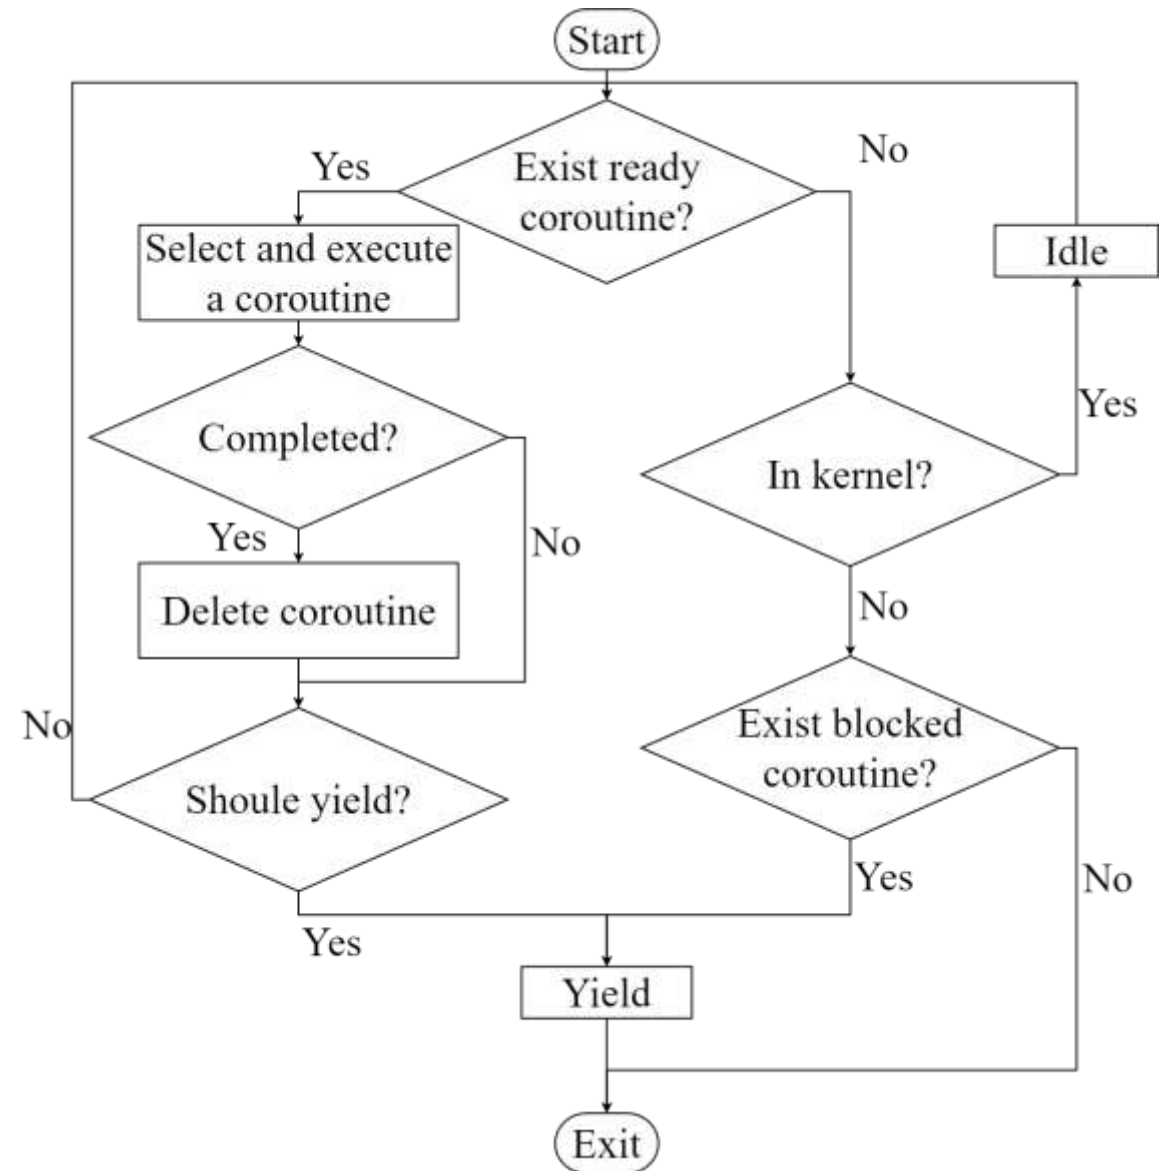 Start
Exist ready
coroutine?
Yes
No
Select and execute
a coroutine
Idle
Completed?
Yes
In kernel?
Yes
No
Delete coroutine
No
No
Exist blocked
coroutine?
Shoule yield?
Yes
No
Yes
Yield
Exit